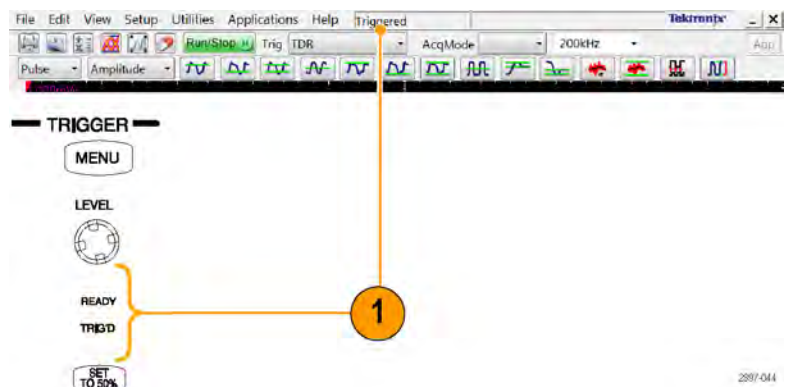 File Edit View Setup Utilities Applications Help Triggered Tektronix
Run/Stop Trig TDR AcqMode 200kHz App
Pulse Amplitude
TRIGGER
MENU
LEVEL
READY
TRIG'D
1
SET
TO 50%
2897-044